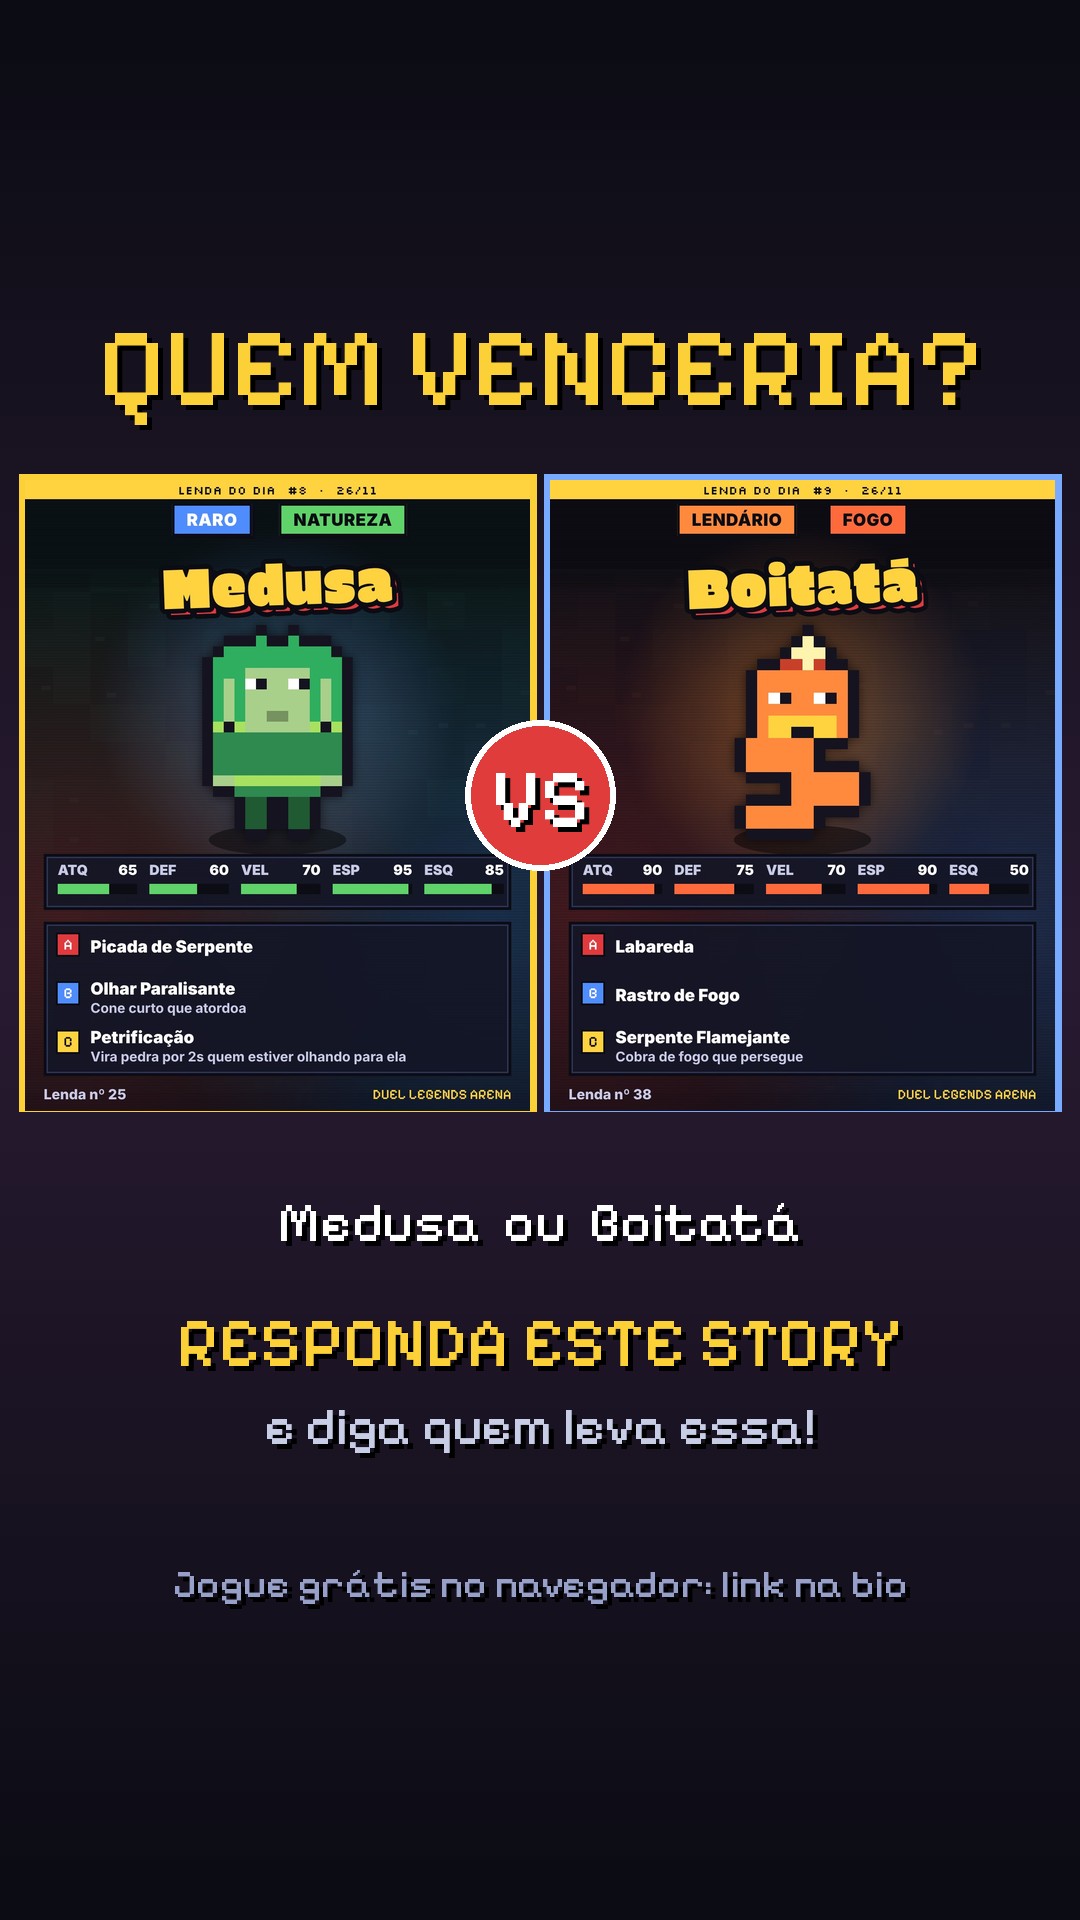 QUEM VENCERIA?
LENDA DO DIA #8 · 26/11
RARO NATUREZA
Medusa
ATQ 65 DEF 60 VEL 70 ESP 95 ESQ 85
A Picada de Serpente
B Olhar Paralisante
Cone curto que atordoa
C Petrificação
Vira pedra por 2s quem estiver olhando para ela
Lenda nº 25 DUEL LEGENDS ARENA
VS
LENDA DO DIA #9 · 26/11
LENDÁRIO FOGO
Boitatá
ATQ 90 DEF 75 VEL 70 ESP 90 ESQ 50
A Labareda
B Rastro de Fogo
C Serpente Flamejante
Cobra de fogo que persegue
Lenda nº 38 DUEL LEGENDS ARENA
Medusa ou Boitatá
RESPONDA ESTE STORY
e diga quem leva essa!
Jogue grátis no navegador: link na bio